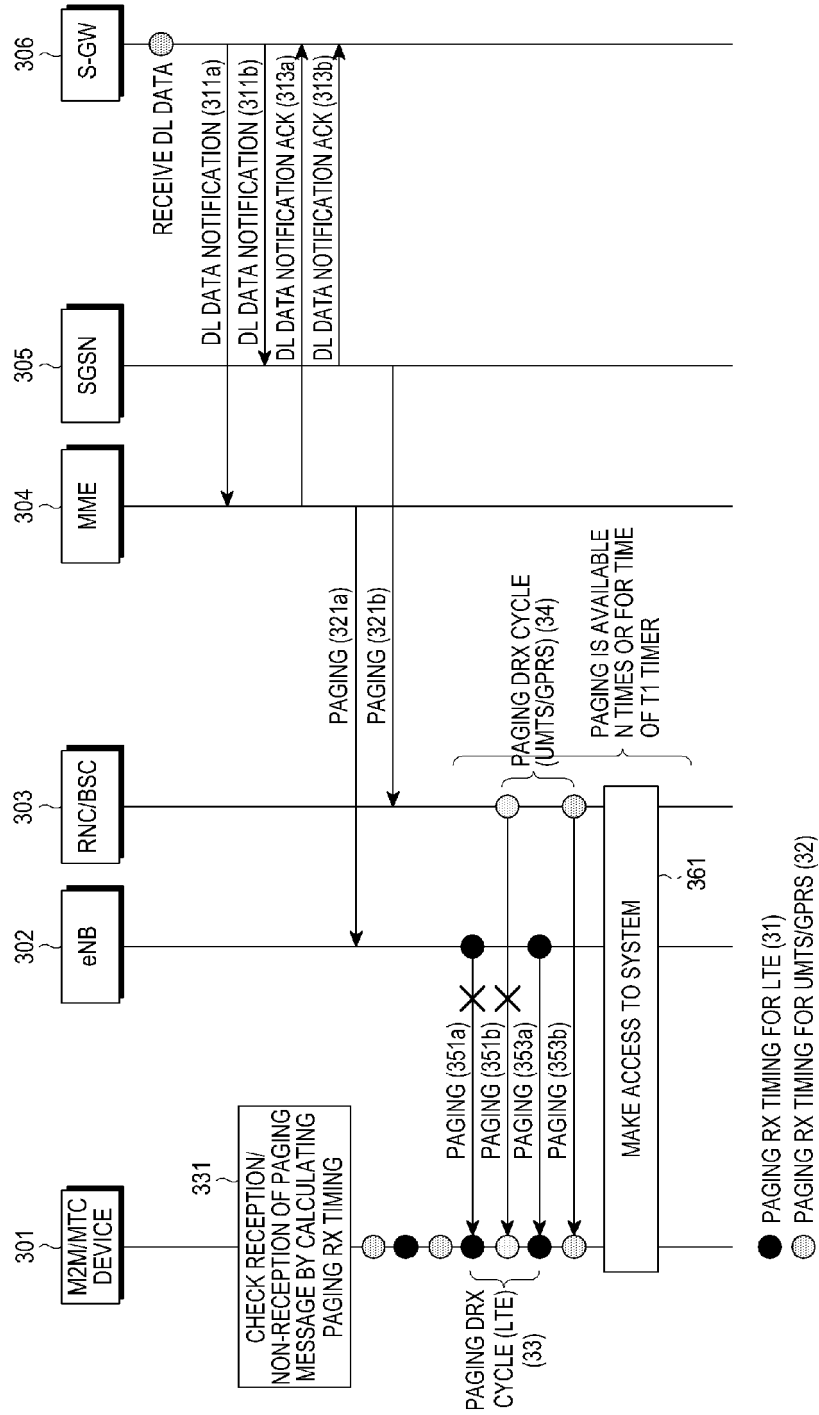 301
302
303
304
305
306
M2M/MTC
DEVICE
eNB
RNC/BSC
MME
SGSN
S-GW
RECEIVE DL DATA
DL DATA NOTIFICATION (311a)
DL DATA NOTIFICATION (311b)
DL DATA NOTIFICATION ACK (313a)
DL DATA NOTIFICATION ACK (313b)
331
CHECK RECEPTION/
NON-RECEPTION OF PAGING
MESSAGE BY CALCULATING
PAGING RX TIMING
PAGING (321a)
PAGING (321b)
PAGING (351a)
PAGING (351b)
PAGING (353a)
PAGING (353b)
PAGING DRX
CYCLE (LTE)
(33)
PAGING DRX CYCLE
(UMTS/GPRS) (34)
PAGING IS AVAILABLE
N TIMES OR FOR TIME
OF T1 TIMER
MAKE ACCESS TO SYSTEM
361
PAGING RX TIMING FOR LTE (31)
PAGING RX TIMING FOR UMTS/GPRS (32)